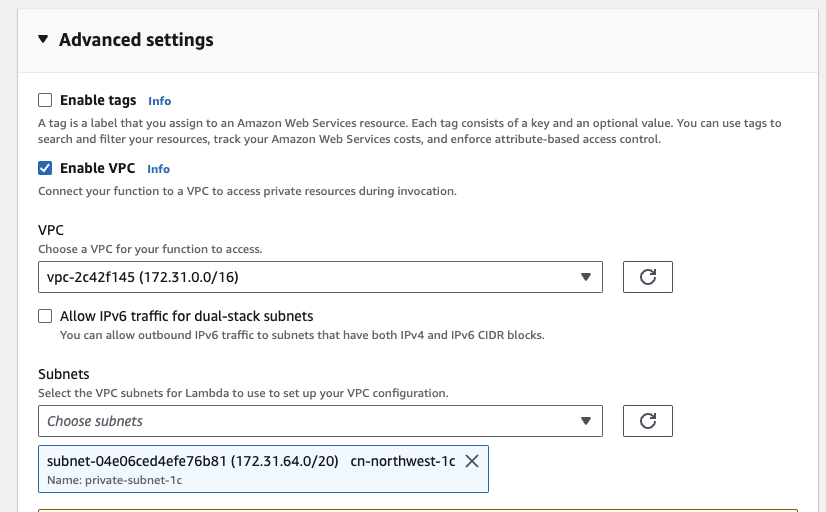 Advanced settings
Enable tags Info
A tag is a label that you assign to an Amazon Web Services resource. Each tag consists of a key and an optional value. You can use tags to
search and filter your resources, track your Amazon Web Services costs, and enforce attribute-based access control.
Enable VPC Info
Connect your function to a VPC to access private resources during invocation.
VPC
Choose a VPC for your function to access.
vpc-2c42f145 (172.31.0.0/16)
Allow IPv6 traffic for dual-stack subnets
You can allow outbound IPv6 traffic to subnets that have both IPv4 and IPv6 CIDR blocks.
Subnets
Select the VPC subnets for Lambda to use to set up your VPC configuration.
Choose subnets
subnet-04e06ced4efe76b81 (172.31.64.0/20) cn-northwest-1c
Name: private-subnet-1c